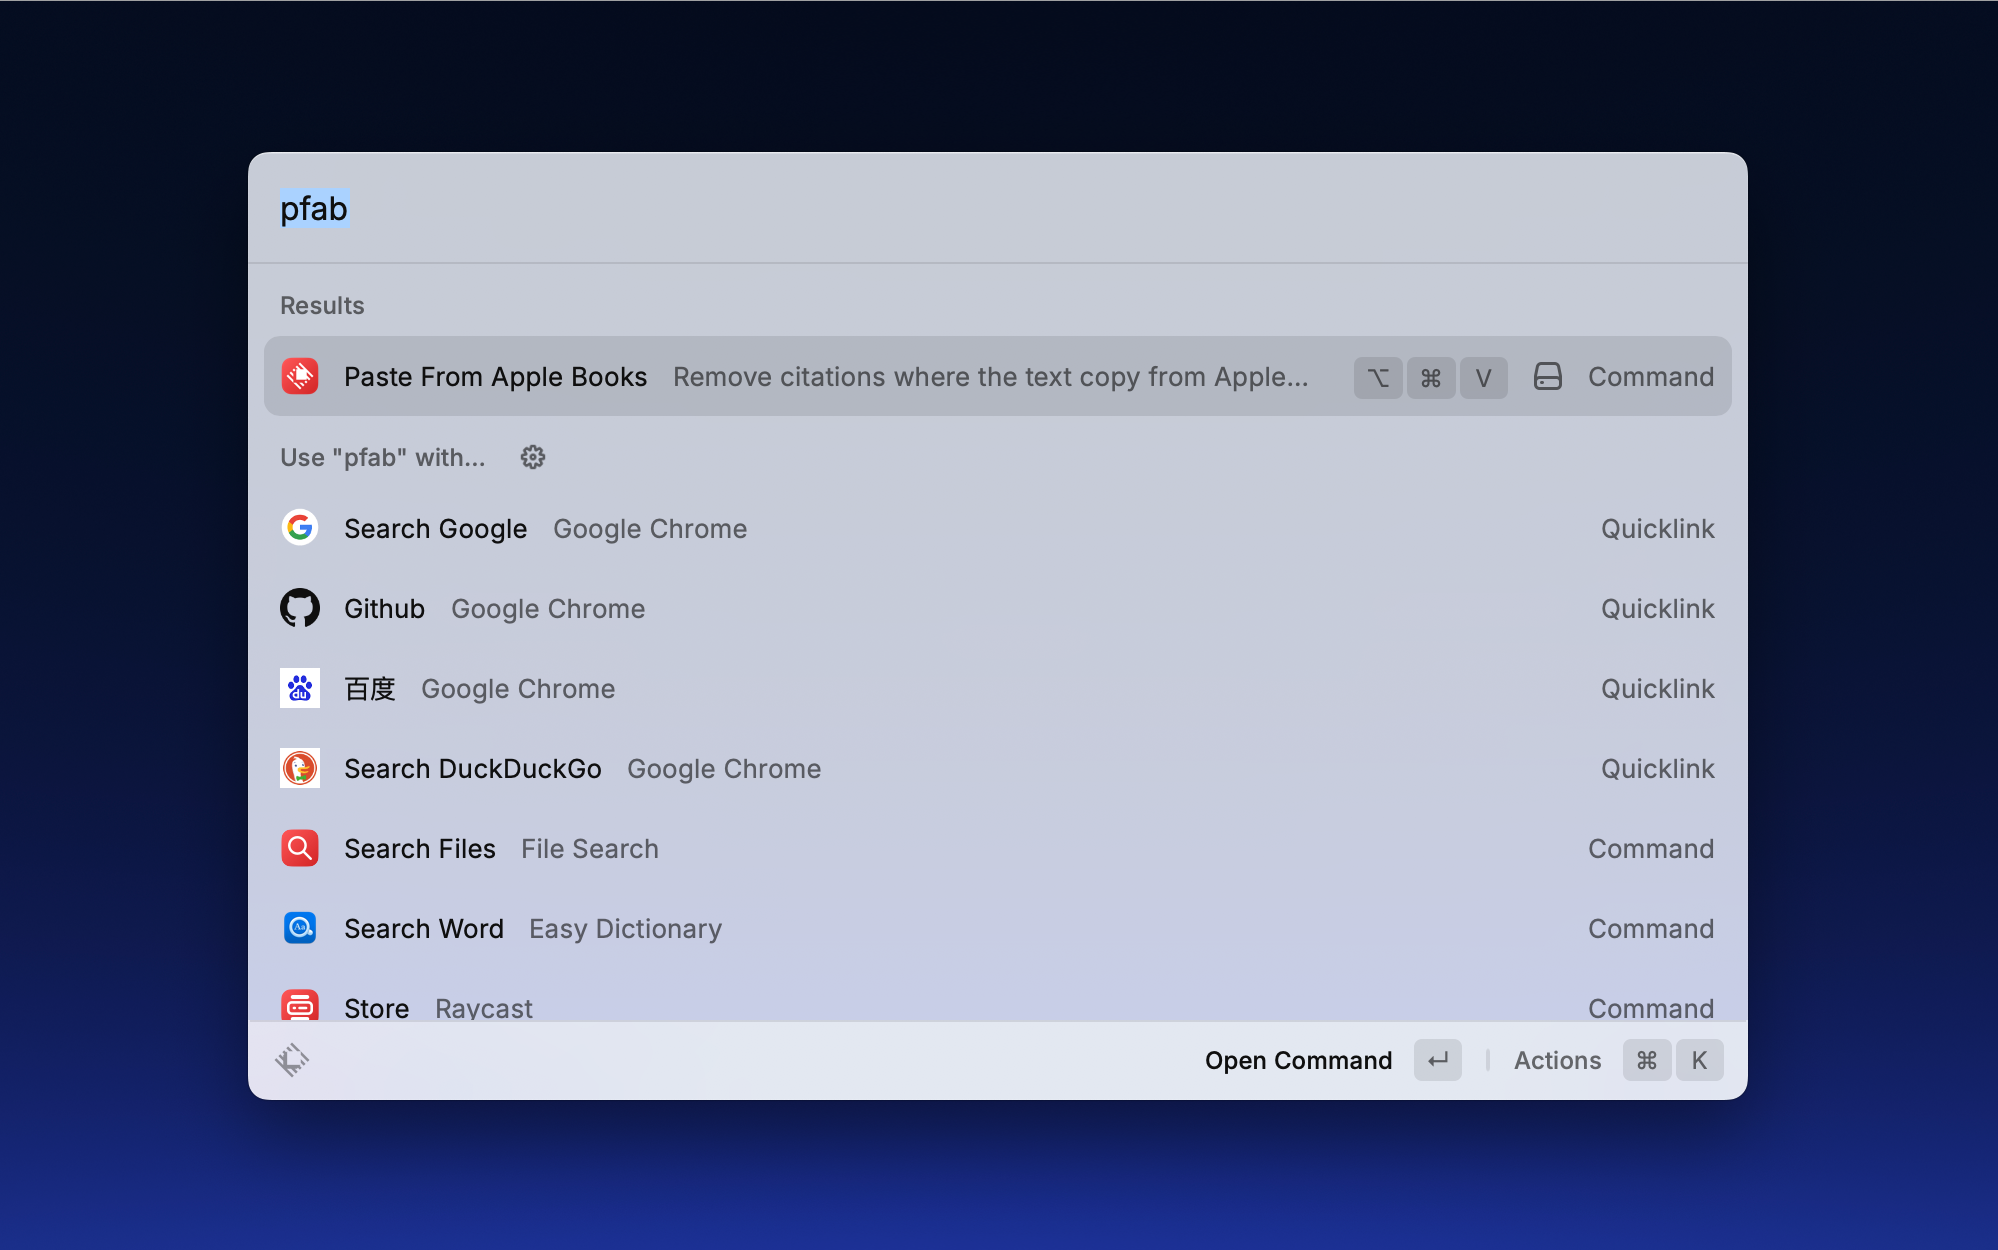 pfab
Results
Paste From Apple Books Remove citations where the text copy from Apple... ⌥ ⌘ V Command
Use "pfab" with...
Search Google Google Chrome Quicklink
Github Google Chrome Quicklink
du 百度 Google Chrome Quicklink
Search DuckDuckGo Google Chrome Quicklink
Search Files File Search Command
Aa Search Word Easy Dictionary Command
Store Raycast Command
Open Command ↵ Actions ⌘ K